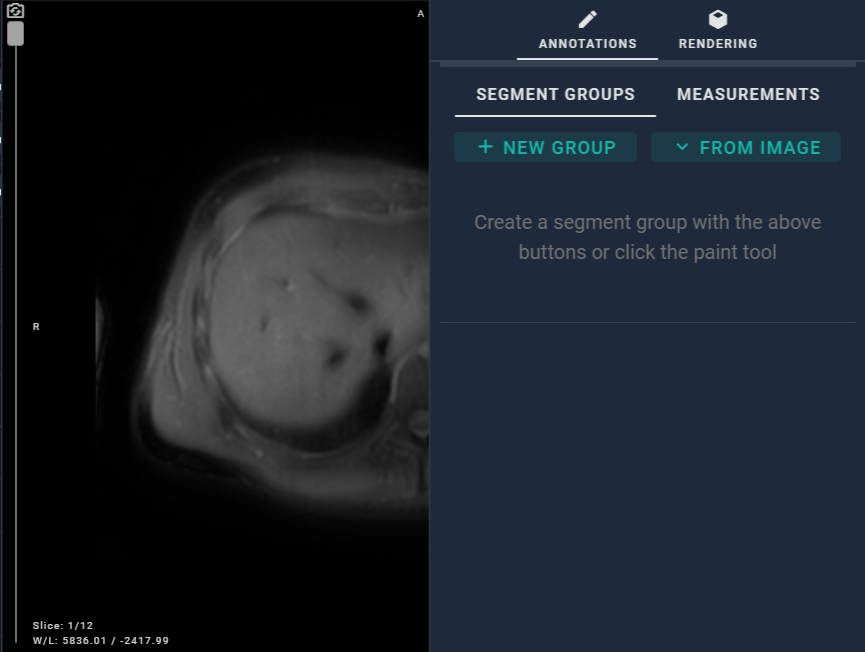 A
R
Slice: 1/12
W/L: 5836.01 / -2417.99
ANNOTATIONS
RENDERING
SEGMENT GROUPS
MEASUREMENTS
+ NEW GROUP
FROM IMAGE
Create a segment group with the above
buttons or click the paint tool